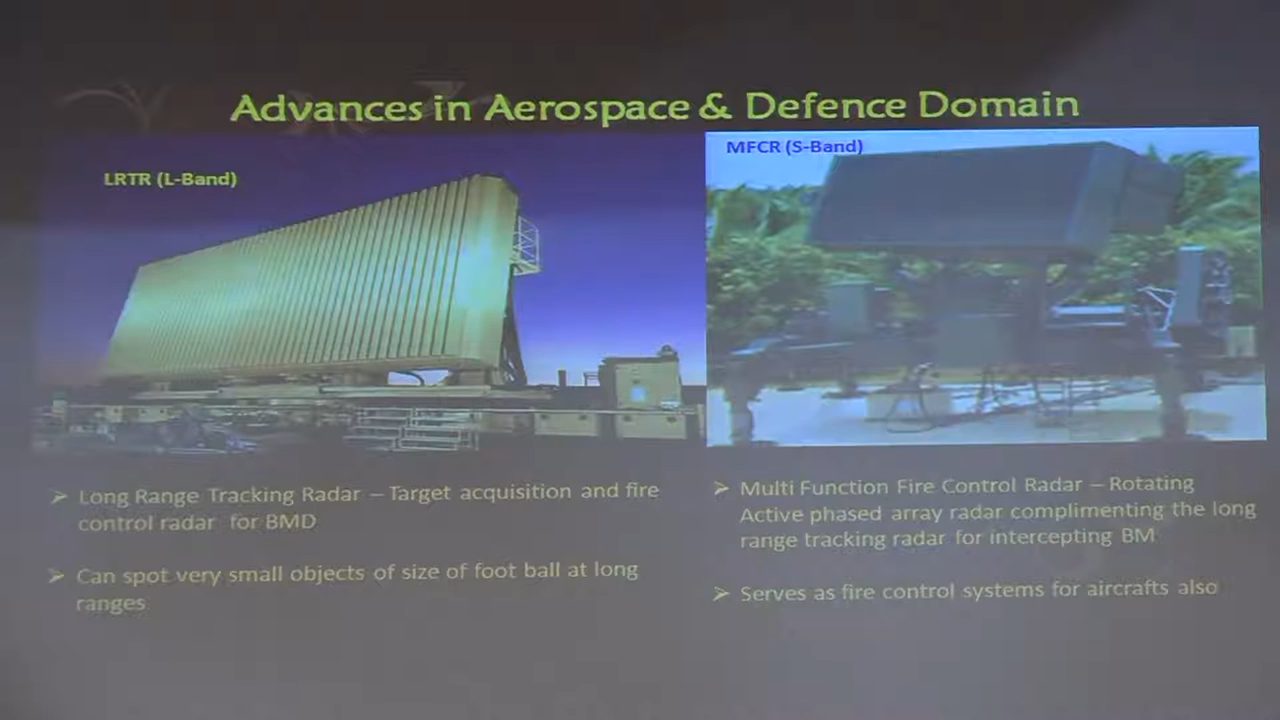 Advances in Aerospace & Defence Domain
LRTR (L-Band)
MFCR (S-Band)
➢ Long Range Tracking Radar – Target acquisition and fire
control radar for BMD
➢ Can spot very small objects of size of foot ball at long
ranges
➢ Multi Function Fire Control Radar – Rotating
Active phased array radar complimenting the long
range tracking radar for intercepting BM
➢ Serves as fire control systems for aircrafts also